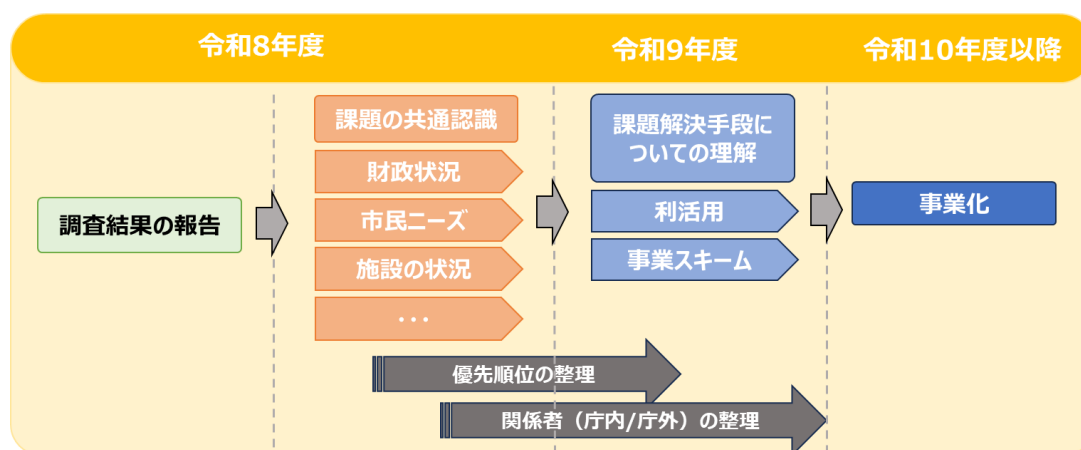 令和8年度
令和9年度
令和10年度以降
調査結果の報告
課題の共通認識
財政状況
市民ニーズ
施設の状況
・・・
課題解決手段に
ついての理解
利活用
事業スキーム
事業化
優先順位の整理
関係者（庁内/庁外）の整理